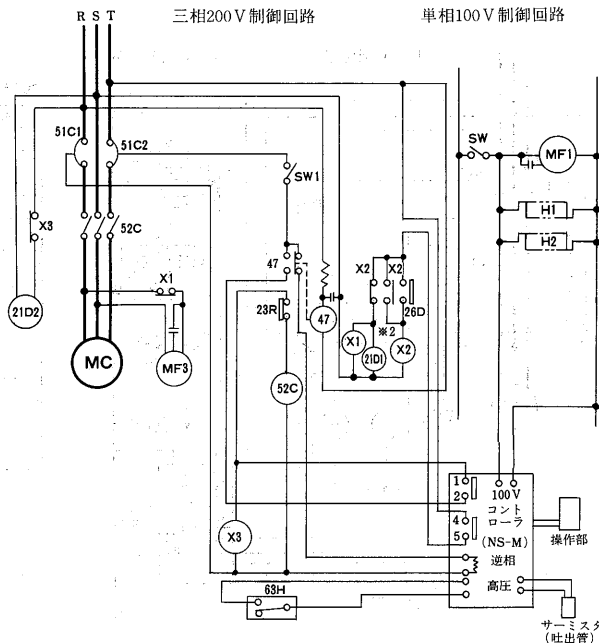 三相200V制御回路
単相100V制御回路
R S T
51C1
51C2
SW
MF1
SW1
H1
H2
X3
52C
47
X1
X2 X2
23R
47
26D
21D2
※2
X1
21D1
X2
MC
MF3
52C
1
2
100V
コント
ローラ
(NS-M)
4
5
操作部
X3
逆相
高圧
63H
サーミスタ
(吐出管)